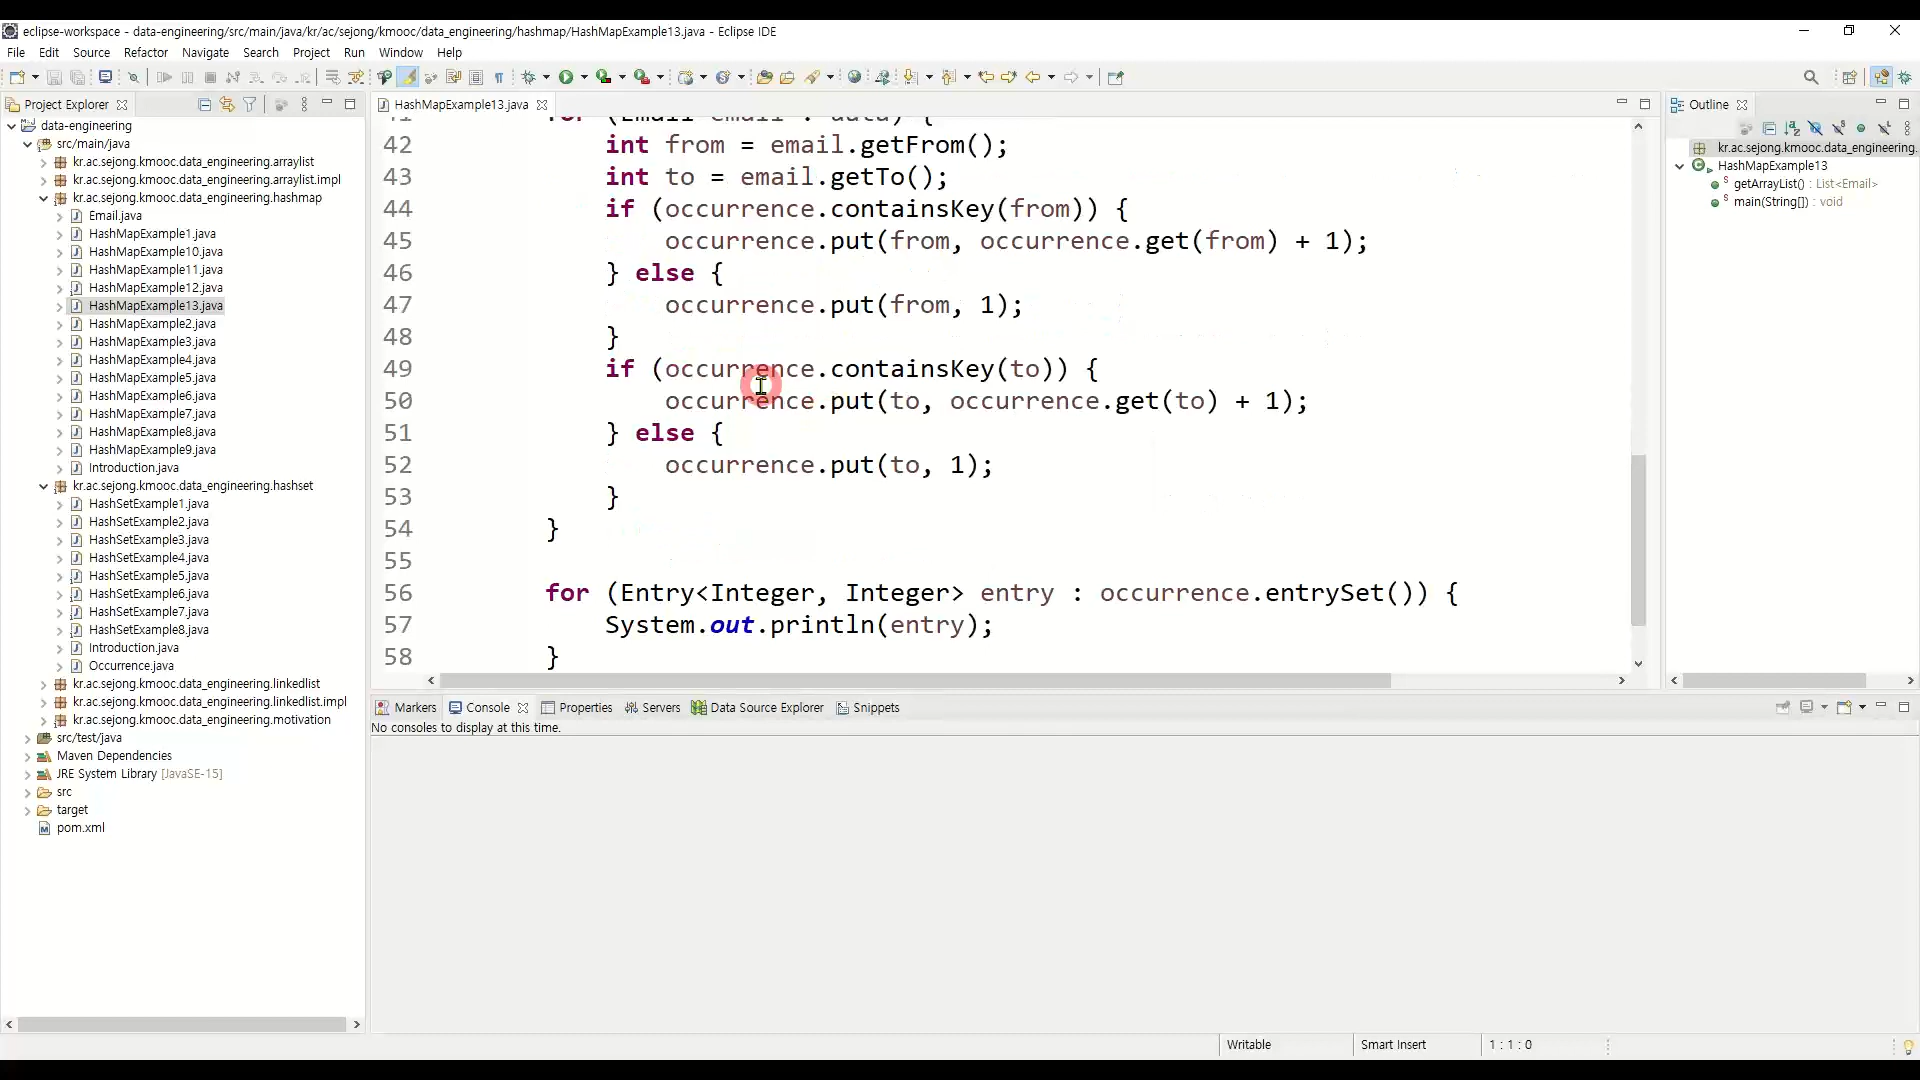 eclipse-workspace - data-engineering/src/main/java/kr/ac/sejong/kmooc/data_engineering/hashmap/HashMapExample13.java - Eclipse IDE
File Edit Source Refactor Navigate Search Project Run Window Help
Project Explorer
data-engineering
src/main/java
kr.ac.sejong.kmooc.data_engineering.arraylist
kr.ac.sejong.kmooc.data_engineering.arraylist.impl
kr.ac.sejong.kmooc.data_engineering.hashmap
Email.java
HashMapExample1.java
HashMapExample10.java
HashMapExample11.java
HashMapExample12.java
HashMapExample13.java
HashMapExample2.java
HashMapExample3.java
HashMapExample4.java
HashMapExample5.java
HashMapExample6.java
HashMapExample7.java
HashMapExample8.java
HashMapExample9.java
Introduction.java
kr.ac.sejong.kmooc.data_engineering.hashset
HashSetExample1.java
HashSetExample2.java
HashSetExample3.java
HashSetExample4.java
HashSetExample5.java
HashSetExample6.java
HashSetExample7.java
HashSetExample8.java
Introduction.java
Occurrence.java
kr.ac.sejong.kmooc.data_engineering.linkedlist
kr.ac.sejong.kmooc.data_engineering.linkedlist.impl
kr.ac.sejong.kmooc.data_engineering.motivation
src/test/java
Maven Dependencies
JRE System Library [JavaSE-15]
src
target
pom.xml
HashMapExample13.java
41 for (Email email : data) {
42 int from = email.getFrom();
43 int to = email.getTo();
44 if (occurrence.containsKey(from)) {
45 occurrence.put(from, occurrence.get(from) + 1);
46 } else {
47 occurrence.put(from, 1);
48 }
49 if (occurrence.containsKey(to)) {
50 occurrence.put(to, occurrence.get(to) + 1);
51 } else {
52 occurrence.put(to, 1);
53 }
54 }
55
56 for (Entry<Integer, Integer> entry : occurrence.entrySet()) {
57 System.out.println(entry);
58 }
Outline
kr.ac.sejong.kmooc.data_engineering.
HashMapExample13
getArrayList() : List<Email>
main(String[]) : void
Markers Console Properties Servers Data Source Explorer Snippets
No consoles to display at this time.
Writable Smart Insert 1 : 1 : 0